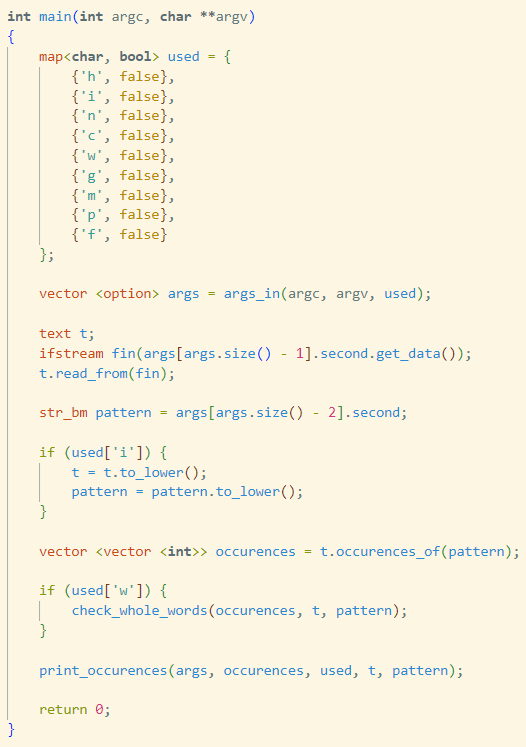 int main(int argc, char **argv)
{
    map<char, bool> used = {
        {'h', false},
        {'i', false},
        {'n', false},
        {'c', false},
        {'w', false},
        {'g', false},
        {'m', false},
        {'p', false},
        {'f', false}
    };

    vector <option> args = args_in(argc, argv, used);

    text t;
    ifstream fin(args[args.size() - 1].second.get_data());
    t.read_from(fin);

    str_bm pattern = args[args.size() - 2].second;

    if (used['i']) {
        t = t.to_lower();
        pattern = pattern.to_lower();
    }

    vector <vector <int>> occurences = t.occurences_of(pattern);

    if (used['w']) {
        check_whole_words(occurences, t, pattern);
    }

    print_occurences(args, occurences, used, t, pattern);

    return 0;
}